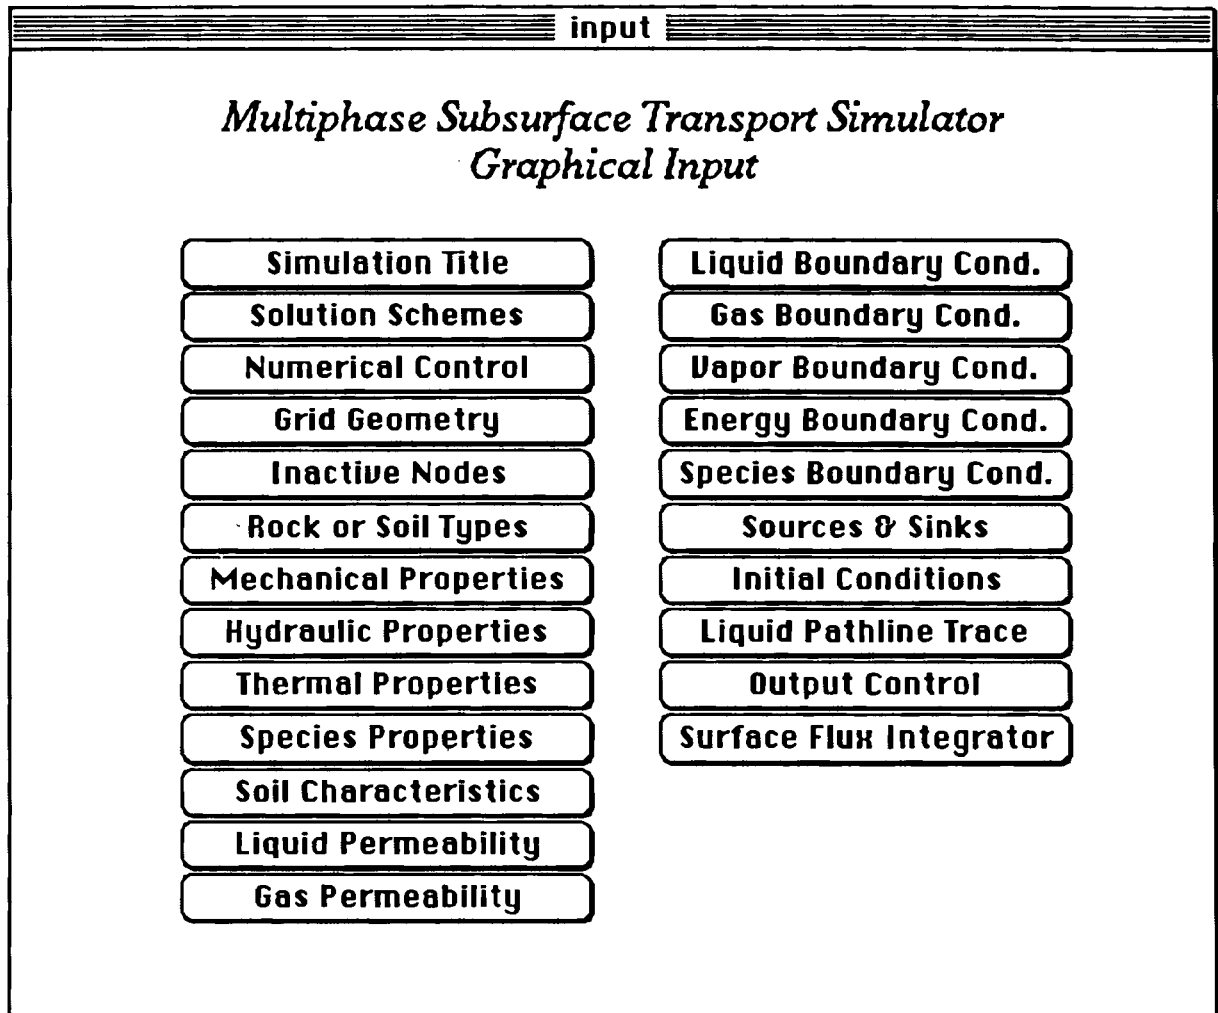 input
Multiphase Subsurface Transport Simulator
Graphical Input
Simulation Title
Solution Schemes
Numerical Control
Grid Geometry
Inactive Nodes
Rock or Soil Types
Mechanical Properties
Hydraulic Properties
Thermal Properties
Species Properties
Soil Characteristics
Liquid Permeability
Gas Permeability
Liquid Boundary Cond.
Gas Boundary Cond.
Vapor Boundary Cond.
Energy Boundary Cond.
Species Boundary Cond.
Sources & Sinks
Initial Conditions
Liquid Pathline Trace
Output Control
Surface Flux Integrator